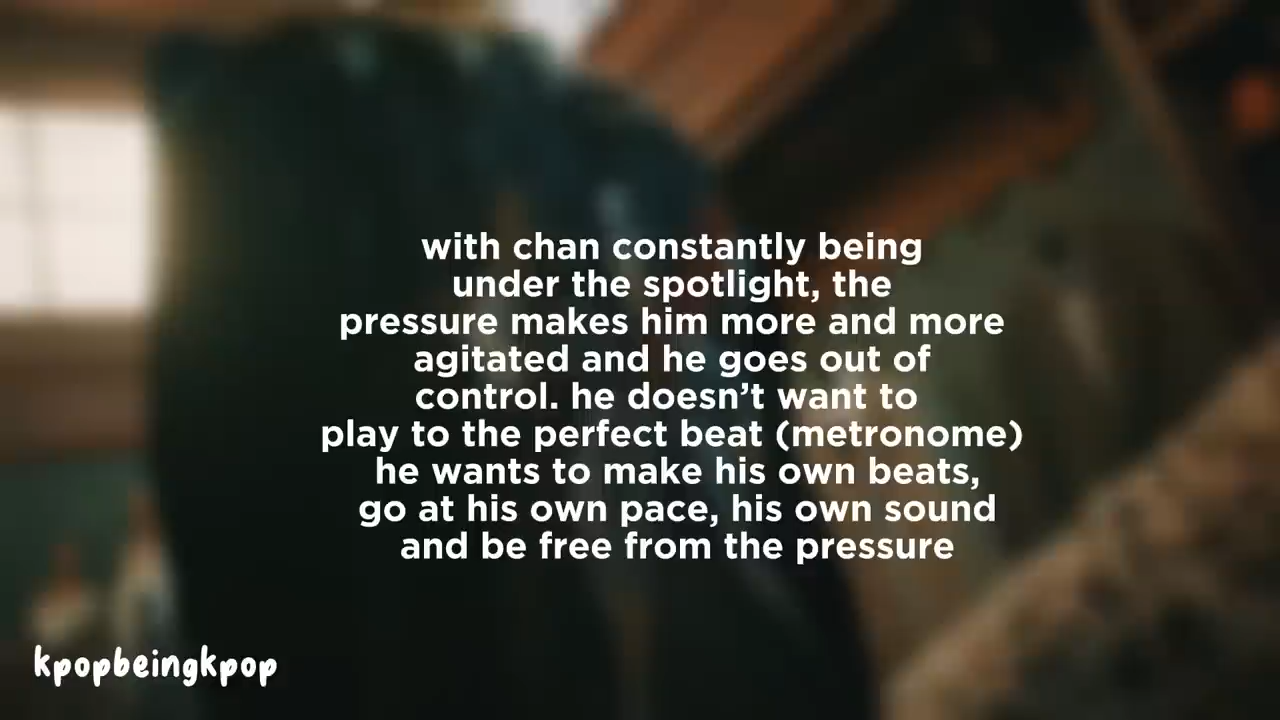 with chan constantly being
under the spotlight, the
pressure makes him more and more
agitated and he goes out of
control. he doesn’t want to
play to the perfect beat (metronome)
he wants to make his own beats,
go at his own pace, his own sound
and be free from the pressure
kpopbeingkpop